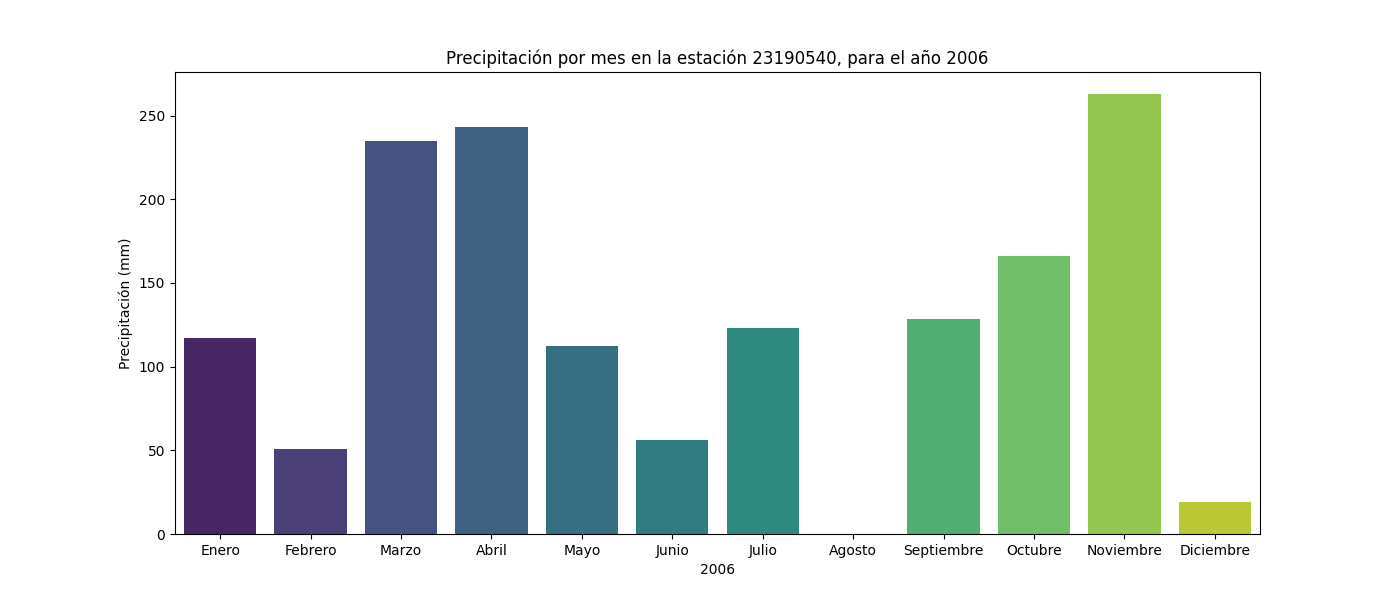 Precipitación por mes en la estación 23190540, para el año 2006
Precipitación (mm)
250
200
150
100
50
0
Enero Febrero Marzo Abril Mayo Junio Julio Agosto Septiembre Octubre Noviembre Diciembre
2006